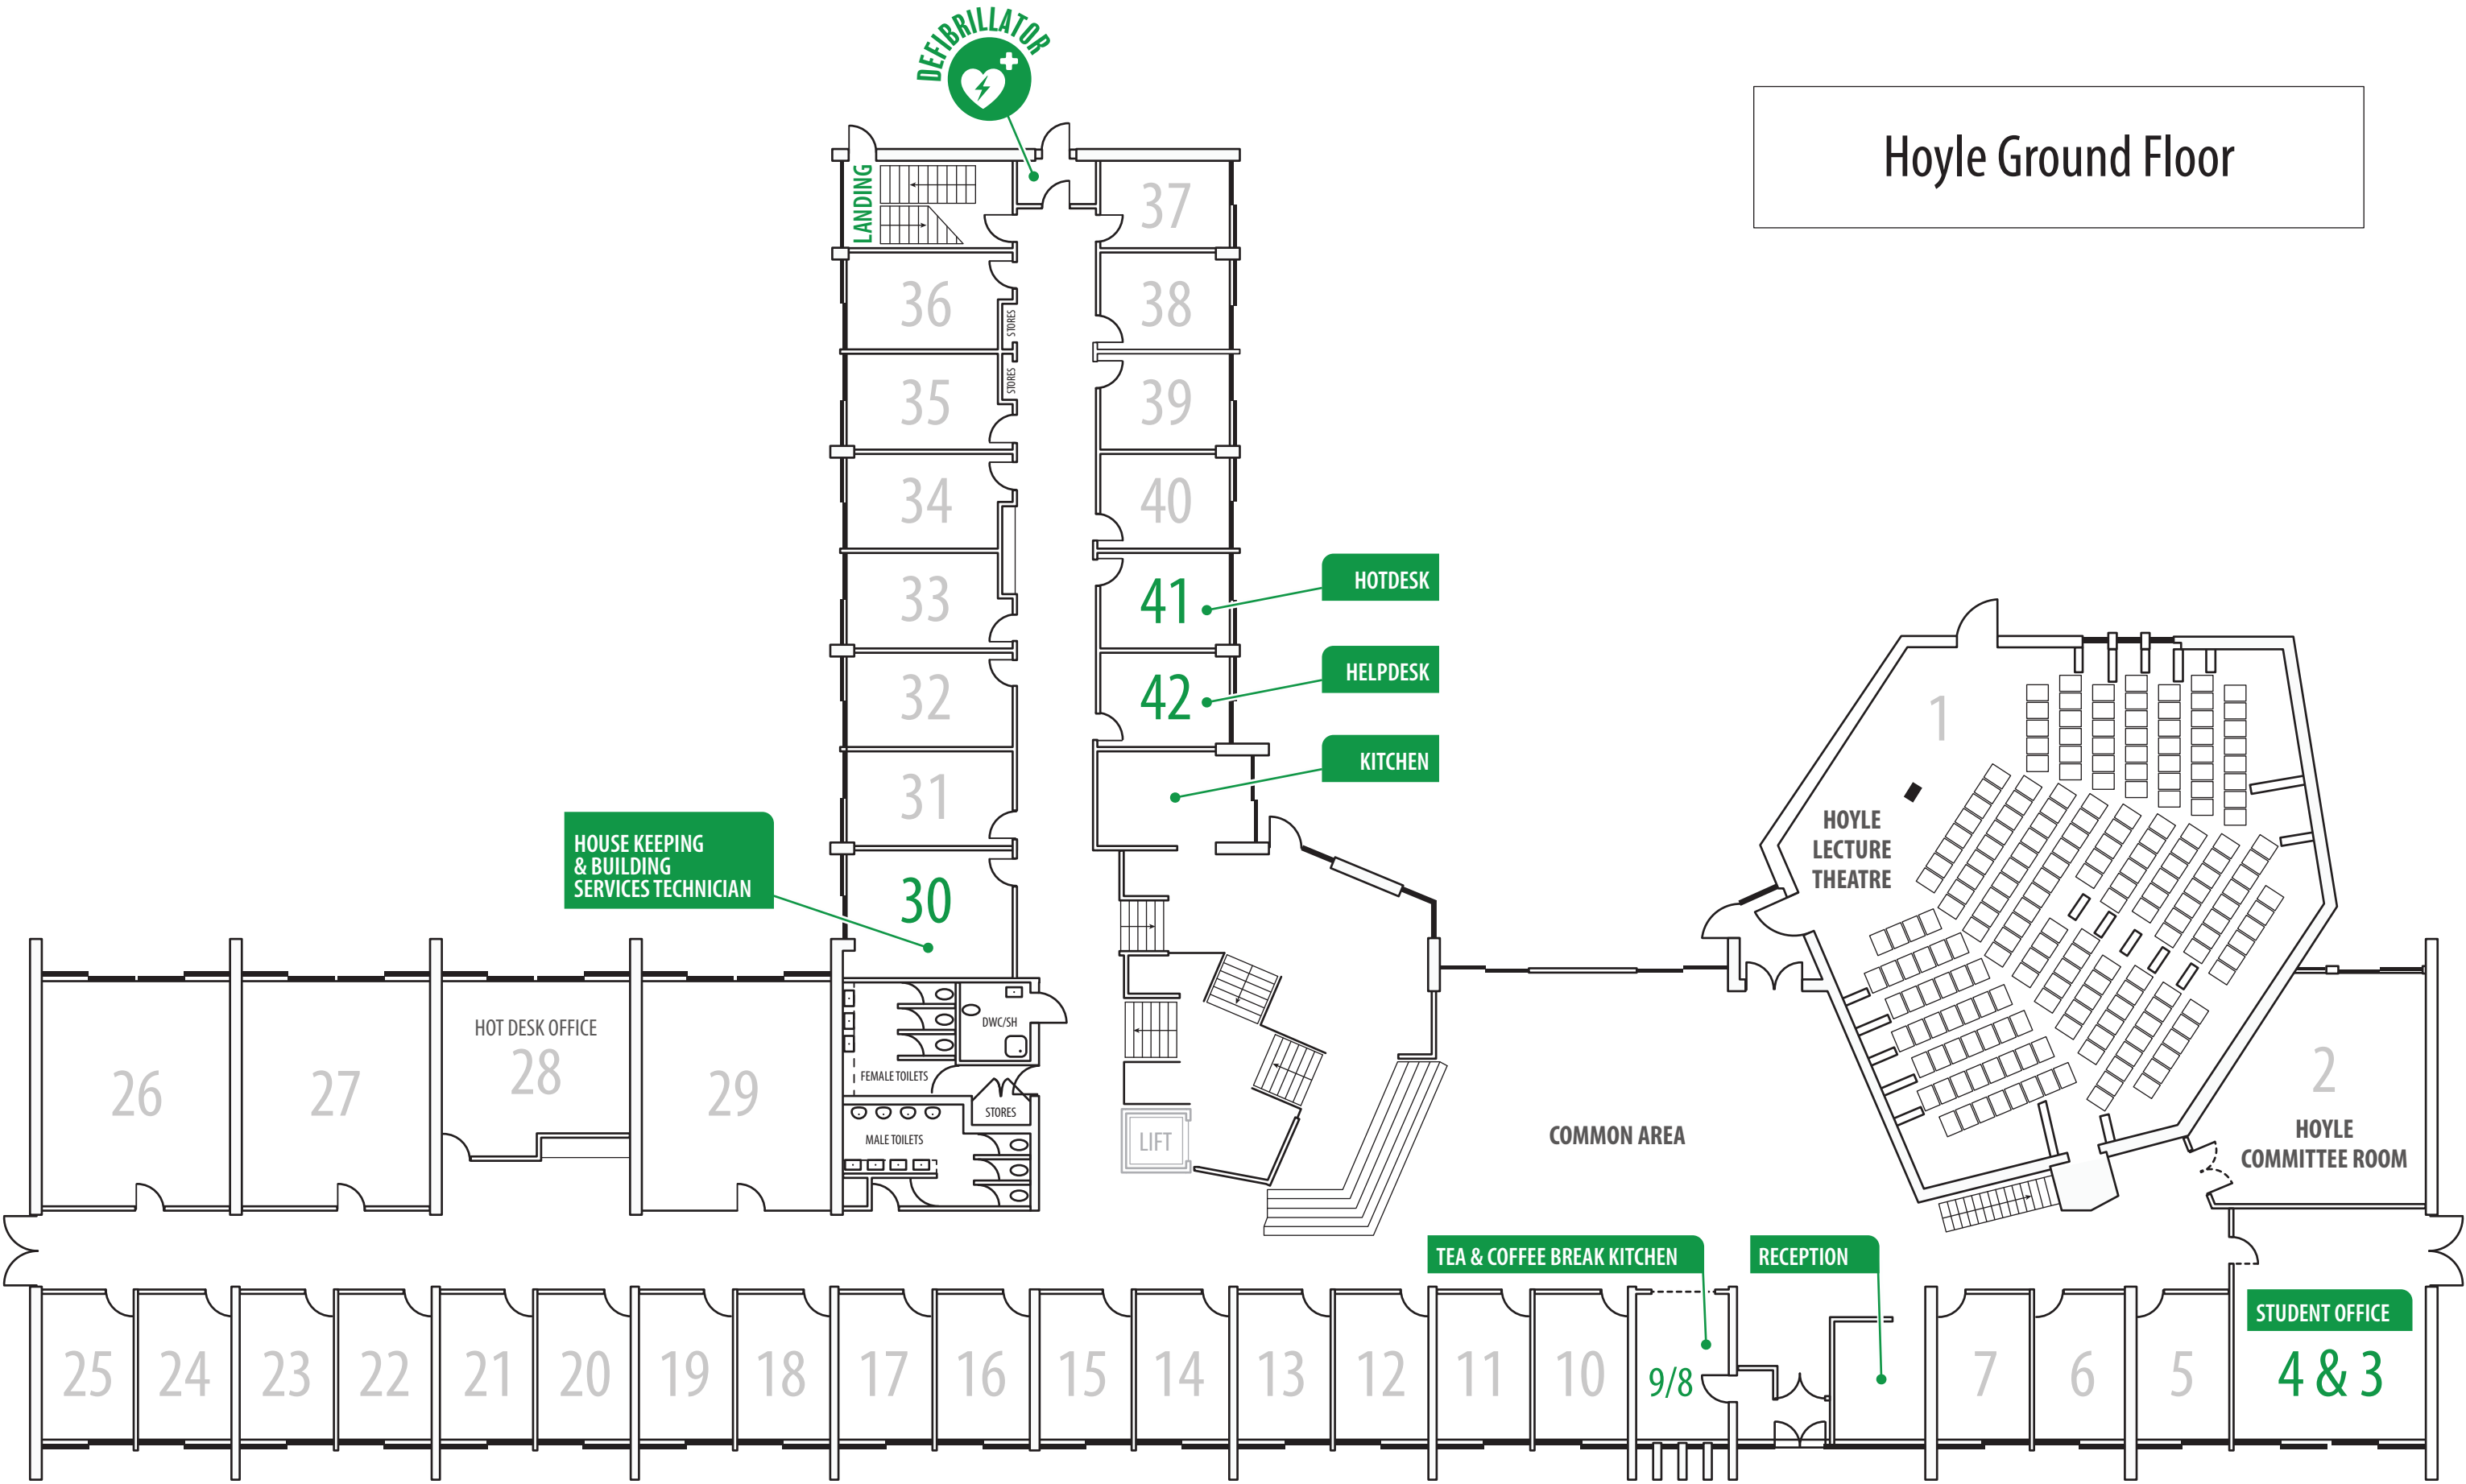 DEFIBRILLATOR
Hoyle Ground Floor
LANDING
37
36
STORES
38
35
STORES
39
34
40
33
41
HOTDESK
32
42
HELPDESK
31
KITCHEN
1
HOYLE
LECTURE
THEATRE
HOUSE KEEPING
& BUILDING
SERVICES TECHNICIAN
30
26
27
HOT DESK OFFICE
28
29
DWC/SH
FEMALE TOILETS
STORES
MALE TOILETS
LIFT
COMMON AREA
2
HOYLE
COMMITTEE ROOM
TEA & COFFEE BREAK KITCHEN
RECEPTION
STUDENT OFFICE
25
24
23
22
21
20
19
18
17
16
15
14
13
12
11
10
9/8
7
6
5
4 & 3